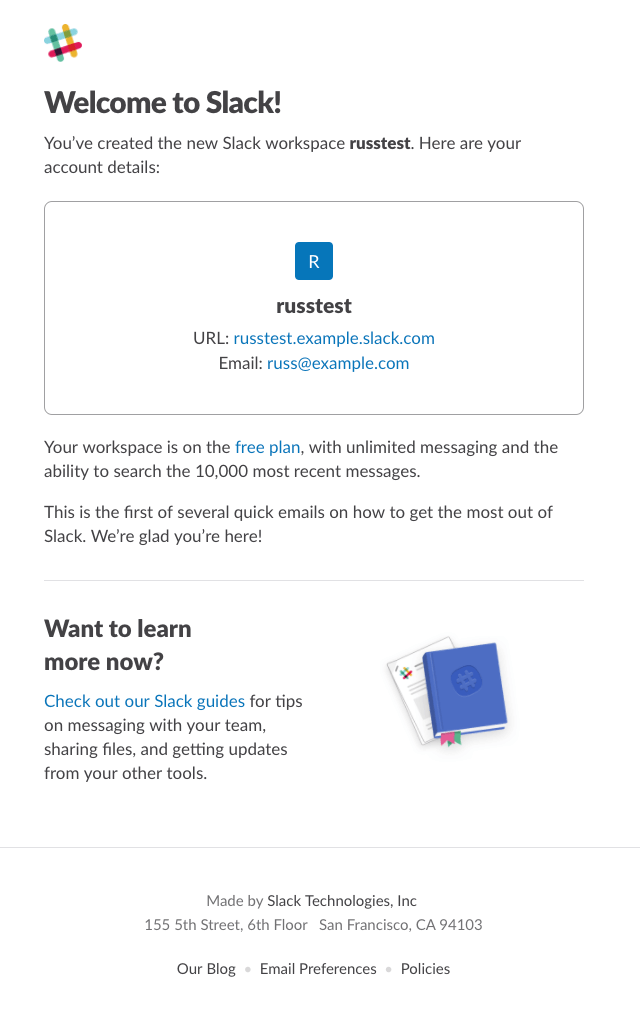 Welcome to Slack!
You’ve created the new Slack workspace russtest. Here are your
account details:
R
russtest
URL: russtest.example.slack.com
Email: russ@example.com
Your workspace is on the free plan, with unlimited messaging and the
ability to search the 10,000 most recent messages.
This is the first of several quick emails on how to get the most out of
Slack. We’re glad you’re here!
Want to learn
more now?
Check out our Slack guides for tips
on messaging with your team,
sharing files, and getting updates
from your other tools.
Made by Slack Technologies, Inc
155 5th Street, 6th Floor San Francisco, CA 94103
Our Blog • Email Preferences • Policies